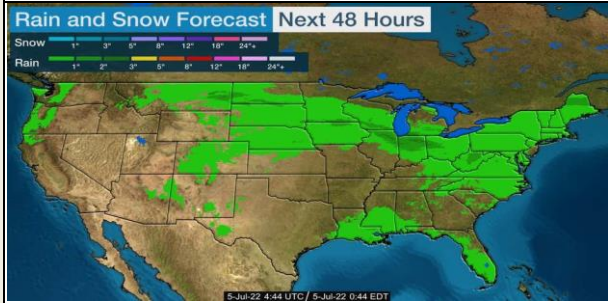 Rain and Snow Forecast Next 48 Hours
Snow
1" 3" 5" 8" 12" 18" 24"+
Rain
1" 2" 3" 5" 8" 12" 18" 24"+
5-Jul-22 4:44 UTC / 5-Jul-22 0:44 EDT